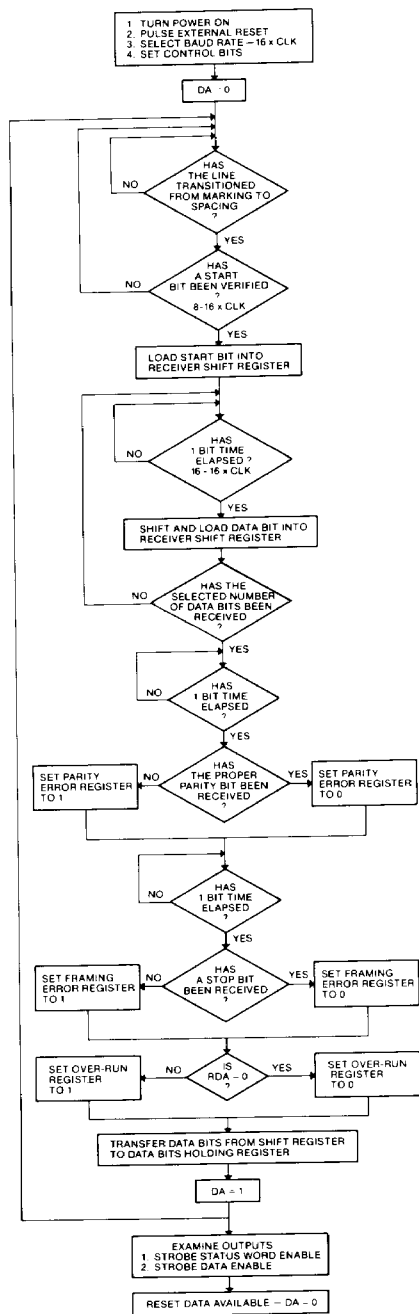 1 TURN POWER ON
2. PULSE EXTERNAL RESET
3. SELECT BAUD RATE – 16 x CLK
4. SET CONTROL BITS
DA = 0
HAS
THE LINE
TRANSITIONED
FROM MARKING TO
SPACING
?
NO
YES
HAS
A START
BIT BEEN VERIFIED
?
8-16 x CLK
NO
YES
LOAD START BIT INTO
RECEIVER SHIFT REGISTER
HAS
1 BIT TIME
ELAPSED ?
16 - 16 x CLK
NO
YES
SHIFT AND LOAD DATA BIT INTO
RECEIVER SHIFT REGISTER
HAS THE
SELECTED NUMBER
OF DATA BITS BEEN
RECEIVED
?
NO
YES
HAS
1 BIT TIME
ELAPSED
?
NO
YES
HAS
THE PROPER
PARITY BIT BEEN
RECEIVED
?
NO
YES
SET PARITY
ERROR REGISTER
TO 1
SET PARITY
ERROR REGISTER
TO 0
HAS
1 BIT TIME
ELAPSED
?
NO
YES
HAS
A STOP BIT
BEEN RECEIVED
?
NO
YES
SET FRAMING
ERROR REGISTER
TO 1
SET FRAMING
ERROR REGISTER
TO 0
IS
RDA = 0
?
NO
YES
SET OVER-RUN
REGISTER
TO 1
SET OVER-RUN
REGISTER
TO 0
TRANSFER DATA BITS FROM SHIFT REGISTER
TO DATA BITS HOLDING REGISTER
DA = 1
EXAMINE OUTPUTS
1. STROBE STATUS WORD ENABLE
2. STROBE DATA ENABLE
RESET DATA AVAILABLE – DA = 0